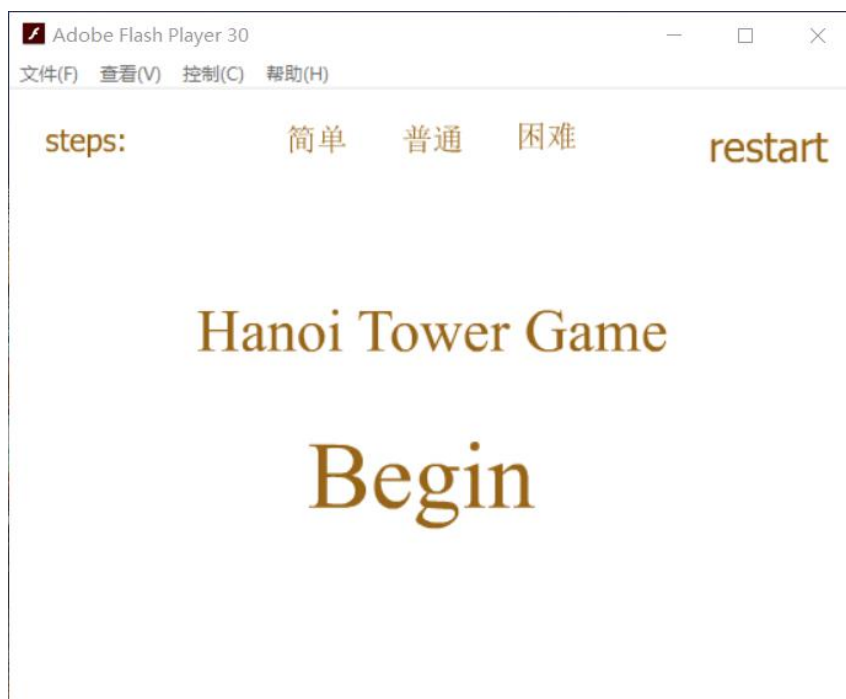 Adobe Flash Player 30
文件(F) 查看(V) 控制(C) 帮助(H)
steps: 简单 普通 困难 restart
Hanoi Tower Game
Begin